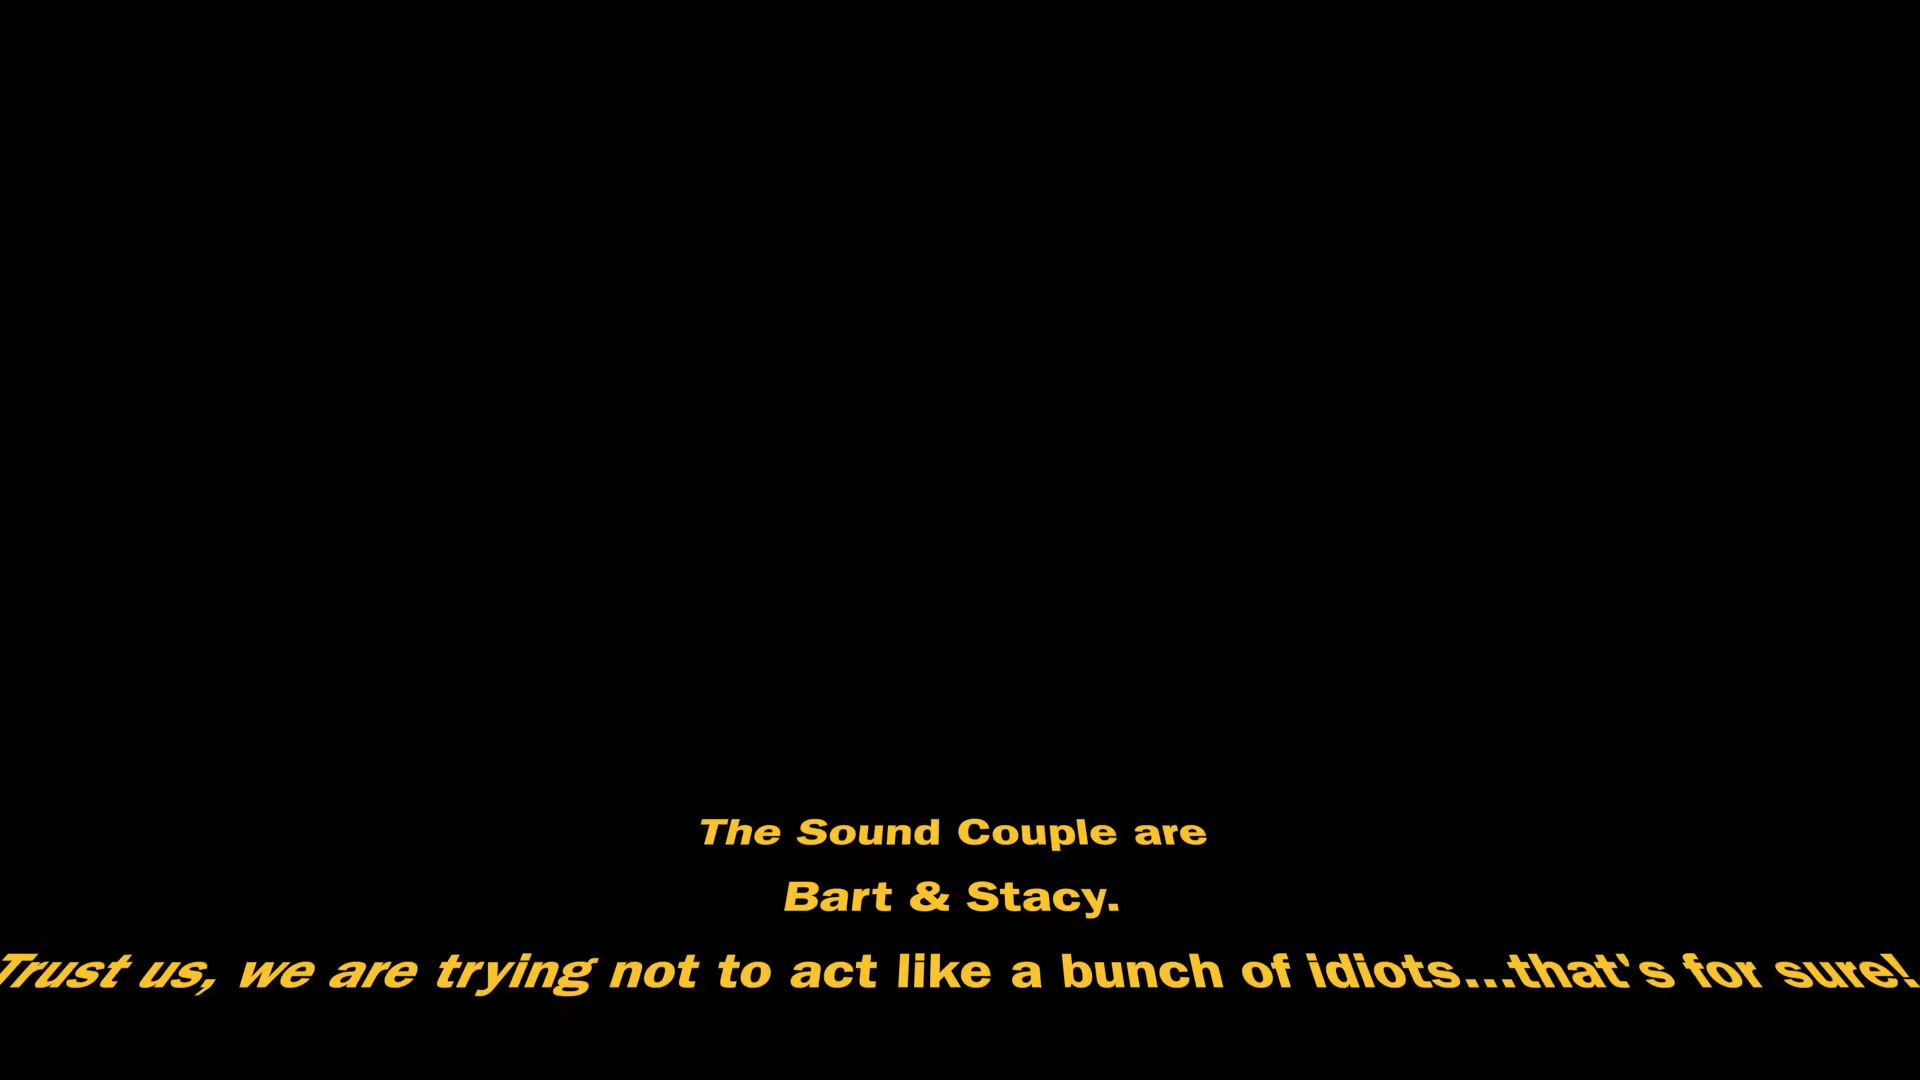 The Sound Couple are
Bart & Stacy.
Trust us, we are trying not to act like a bunch of idiots...that's for sure!